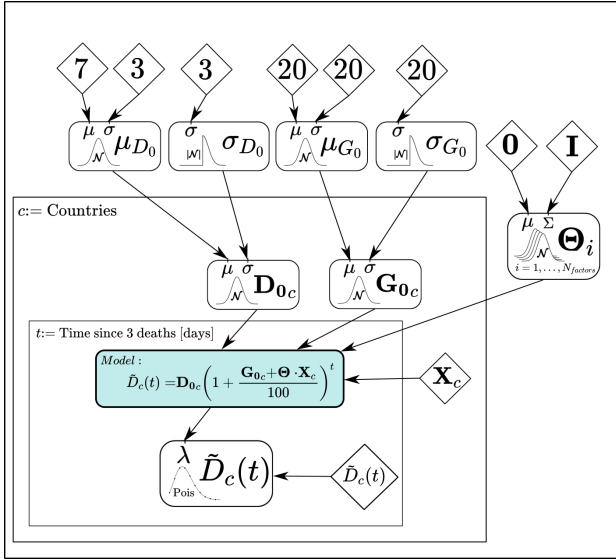 7 3 3 20 20 20
μ σ μ_{D_0} 𝒩
σ σ_{D_0} |𝒩|
μ σ μ_{G_0} 𝒩
σ σ_{G_0} |𝒩|
0 I
c:= Countries
μ Σ Θ_i 𝒩
i = 1, . . . , N_{factors}
μ σ D_{0c} 𝒩
μ σ G_{0c} 𝒩
t:= Time since 3 deaths [days]
Model :
D̃_c(t) =D_{0c}(1 + \frac{G_{0c}+Θ·X_c}{100})^t
X_c
λ D̃_c(t)
Pois
D̃_c(t)